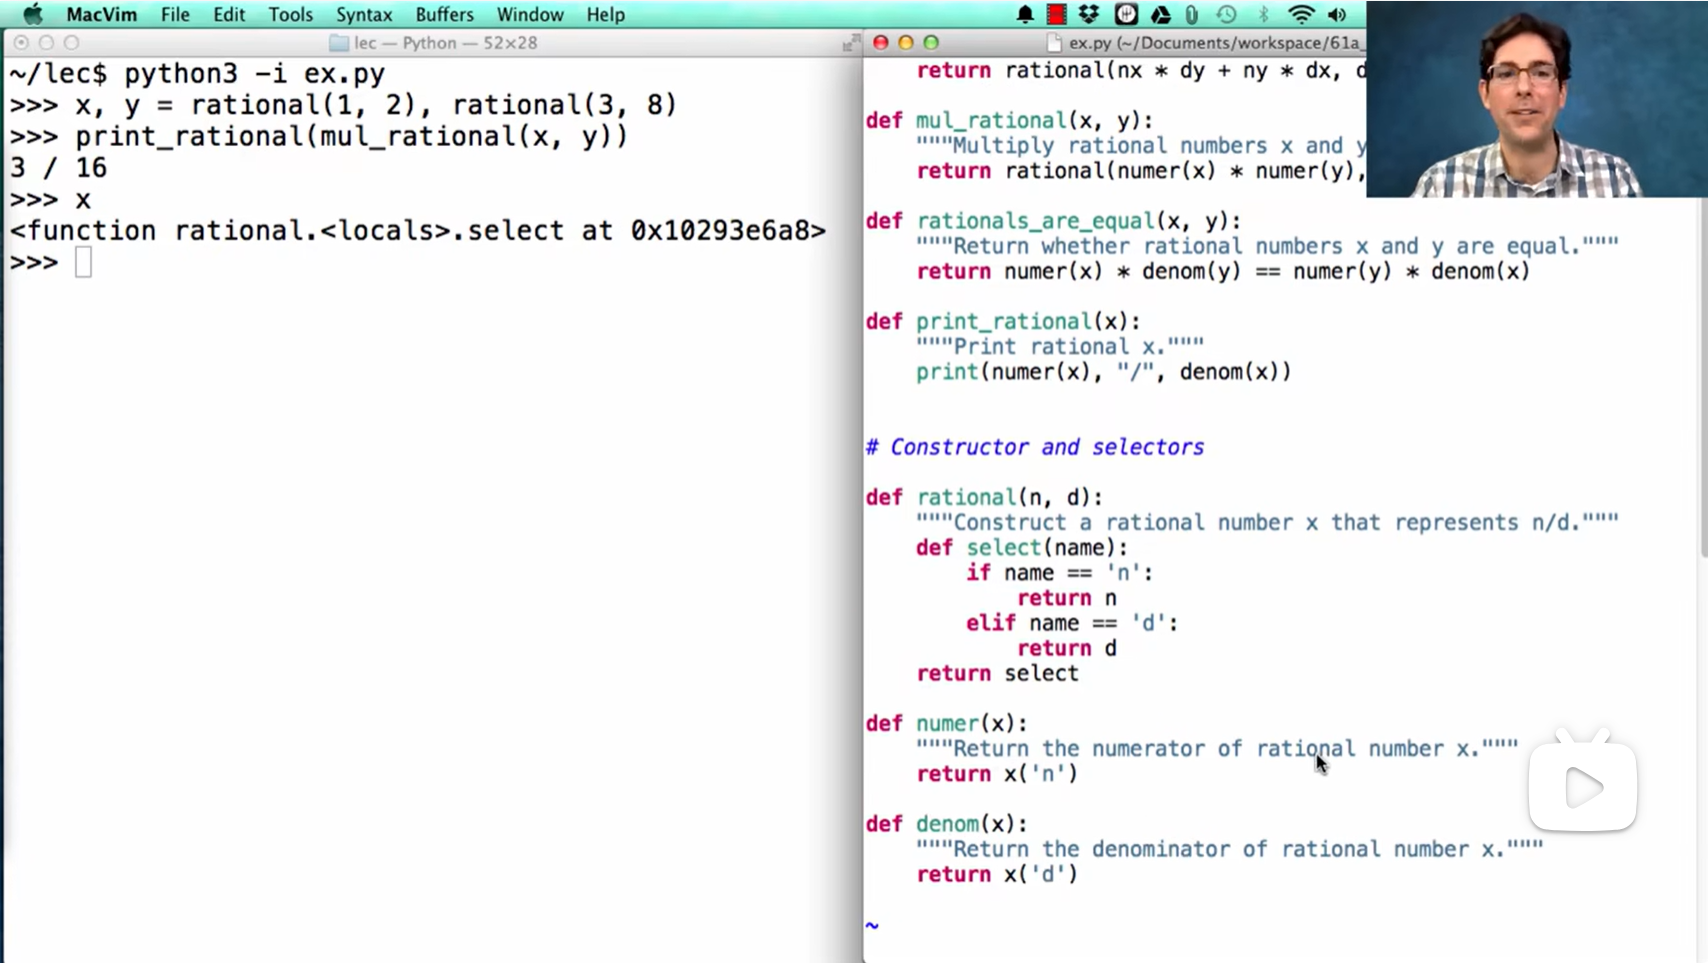 MacVim File Edit Tools Syntax Buffers Window Help
lec — Python — 52×28
~/lec$ python3 -i ex.py
>>> x, y = rational(1, 2), rational(3, 8)
>>> print_rational(mul_rational(x, y))
3 / 16
>>> x
<function rational.<locals>.select at 0x10293e6a8>
>>>
ex.py (~/Documents/workspace/61a_
return rational(nx * dy + ny * dx, d
def mul_rational(x, y):
"""Multiply rational numbers x and y
return rational(numer(x) * numer(y),
def rationals_are_equal(x, y):
"""Return whether rational numbers x and y are equal."""
return numer(x) * denom(y) == numer(y) * denom(x)
def print_rational(x):
"""Print rational x."""
print(numer(x), "/", denom(x))
# Constructor and selectors
def rational(n, d):
"""Construct a rational number x that represents n/d."""
def select(name):
if name == 'n':
return n
elif name == 'd':
return d
return select
def numer(x):
"""Return the numerator of rational number x."""
return x('n')
def denom(x):
"""Return the denominator of rational number x."""
return x('d')
~